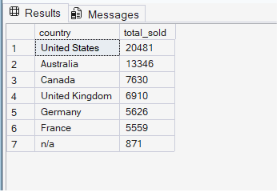 Results Messages
country total_sold
1 United States 20481
2 Australia 13346
3 Canada 7630
4 United Kingdom 6910
5 Germany 5626
6 France 5559
7 n/a 871